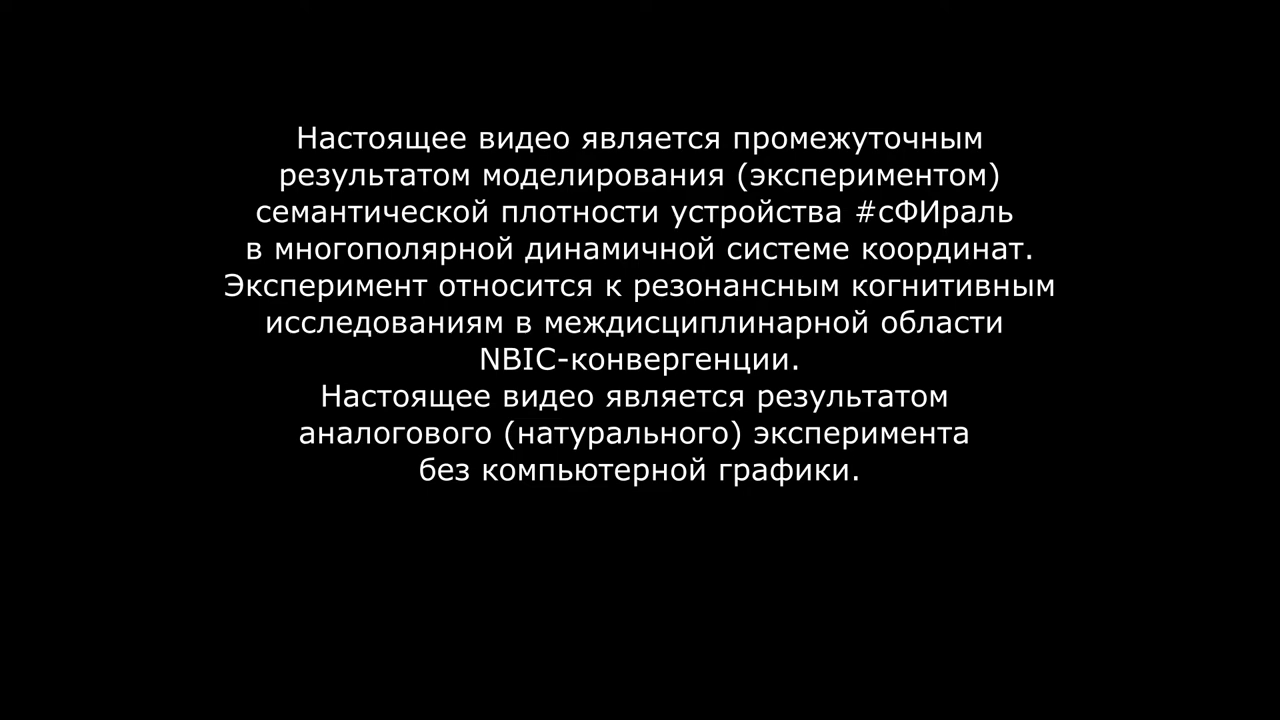 Настоящее видео является промежуточным
результатом моделирования (экспериментом)
семантической плотности устройства #сФИраль
в многополярной динамичной системе координат.
Эксперимент относится к резонансным когнитивным
исследованиям в междисциплинарной области
NBIC-конвергенции.
Настоящее видео является результатом
аналогового (натурального) эксперимента
без компьютерной графики.